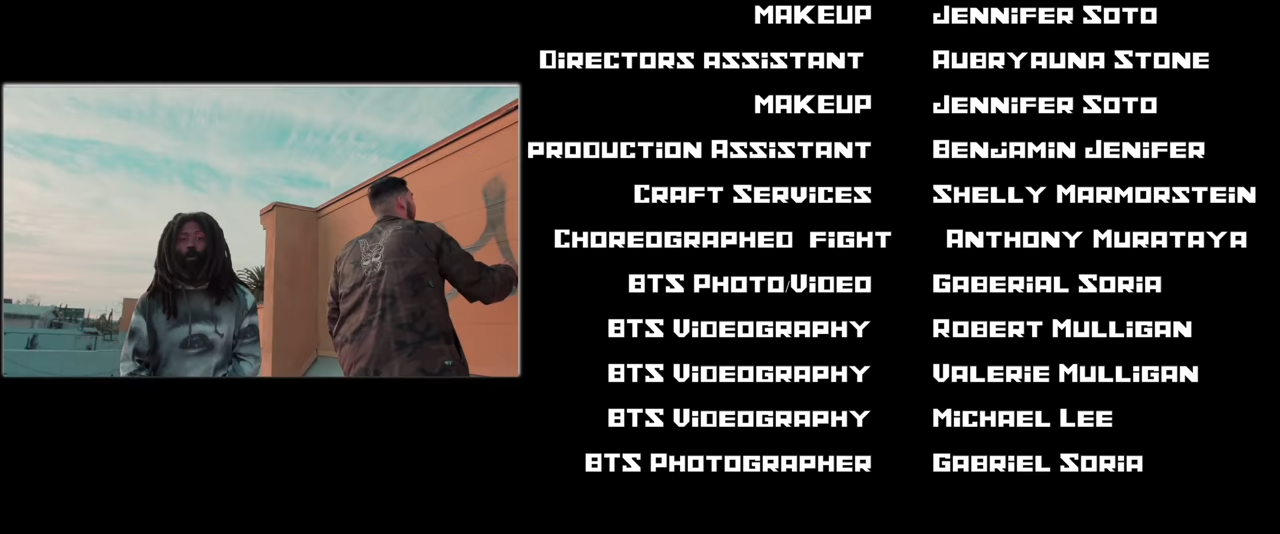 MAKEUP JENNiFER SOTO
DiRECTORS ASSiSTANT AUBRYAUNA STONE
MAKEUP JENNiFER SOTO
PRODUCTiON ASSiSTANT BENJAMiN JENiFER
CRAFT SERViCES SHELLY MARMORSTEiN
CHOREOGRAPHED FiGHT ANTHONY MURATAYA
BTS PHOTO/ViDEO GABERiAL SORiA
BTS ViDEOGRAPHY ROBERT MULLiGAN
BTS ViDEOGRAPHY VALERiE MULLiGAN
BTS ViDEOGRAPHY MiCHAEL LEE
BTS PHOTOGRAPHER GABRiEL SORiA